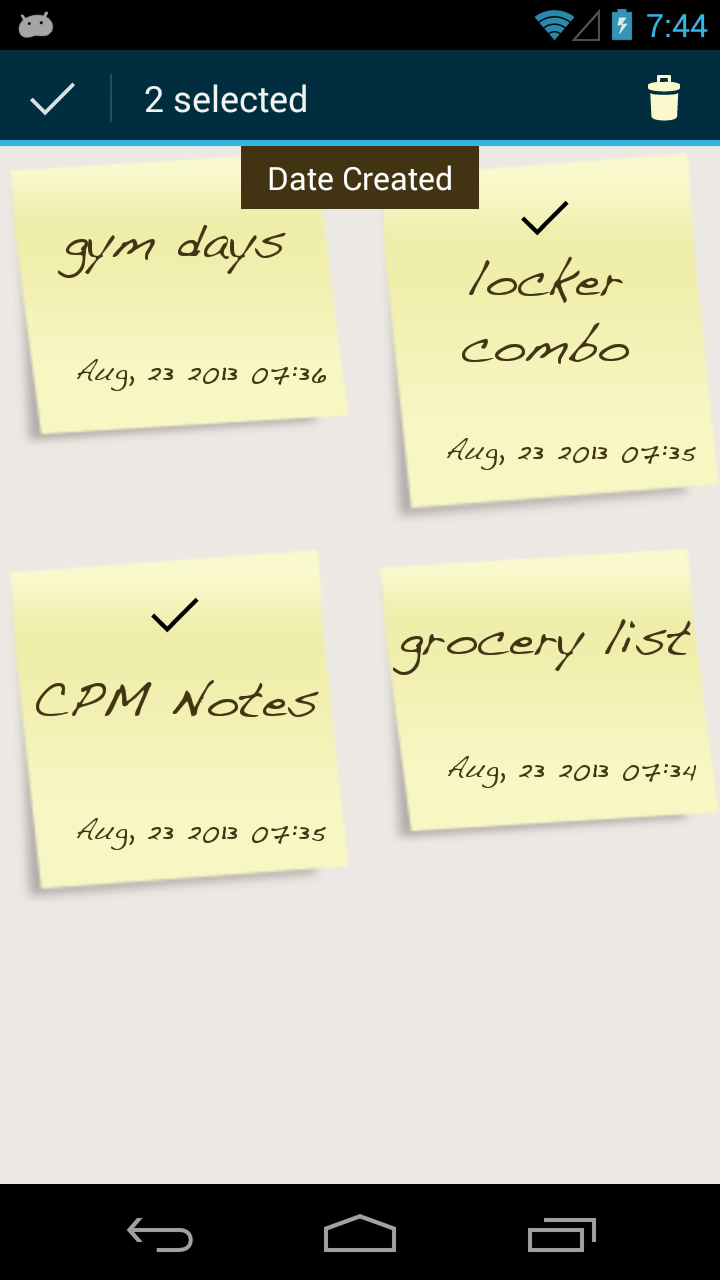 7:44
2 selected
Date Created
gym days
Aug, 23 2013 07:36
locker
combo
Aug, 23 2013 07:35
CPM Notes
Aug, 23 2013 07:35
grocery list
Aug, 23 2013 07:34